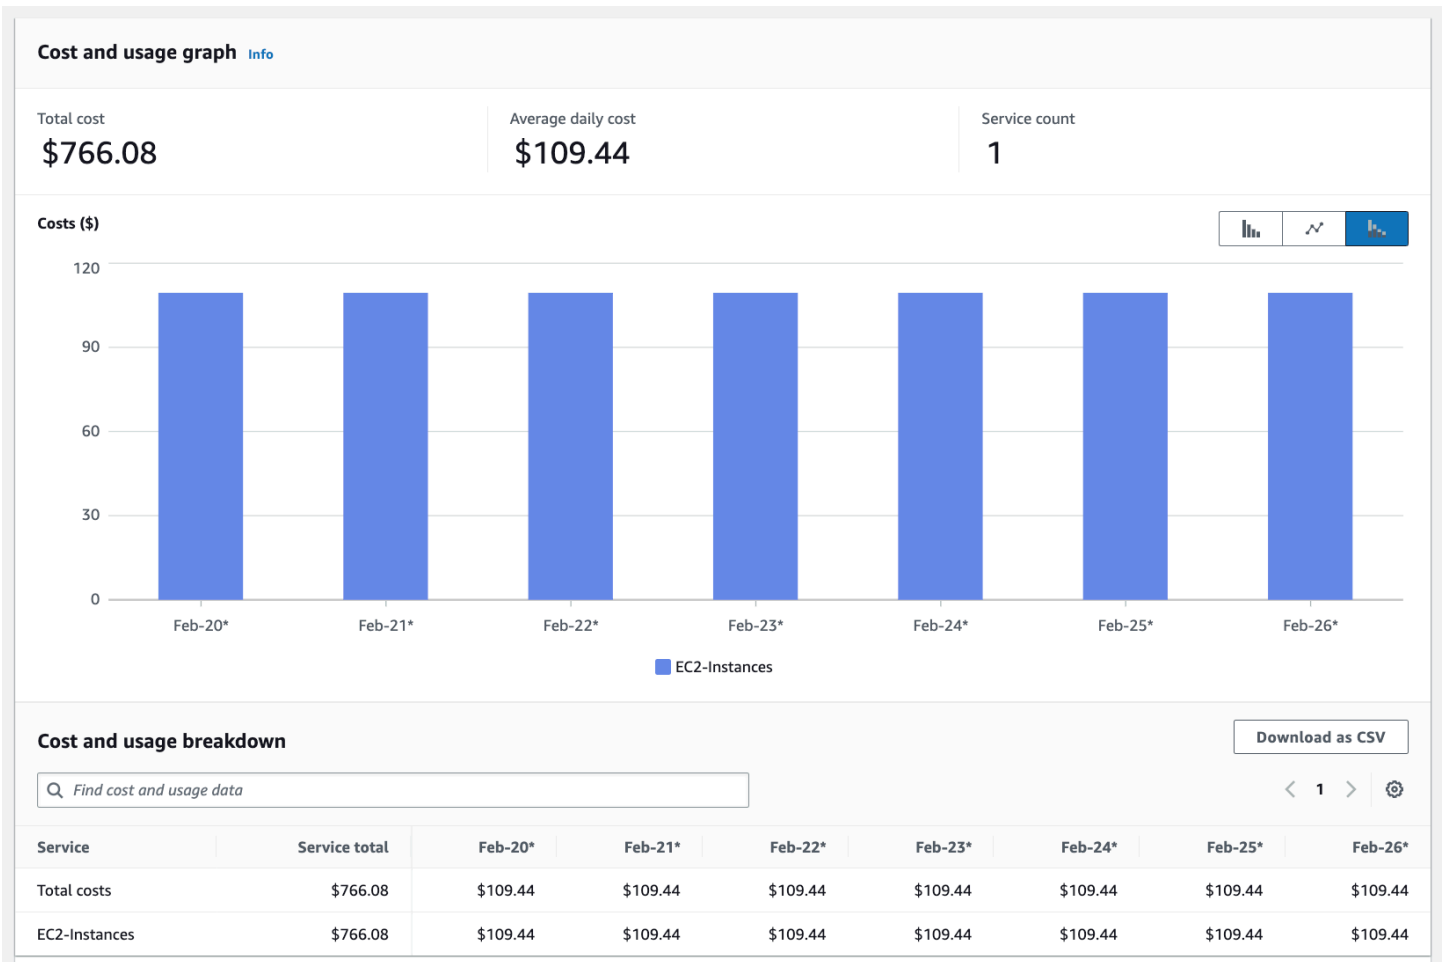 Cost and usage graph Info
Total cost Average daily cost Service count
$766.08 $109.44 1
Costs ($)
120
90
60
30
0
Feb-20* Feb-21* Feb-22* Feb-23* Feb-24* Feb-25* Feb-26*
EC2-Instances
Cost and usage breakdown Download as CSV
Find cost and usage data 1
Service Service total Feb-20* Feb-21* Feb-22* Feb-23* Feb-24* Feb-25* Feb-26*
Total costs $766.08 $109.44 $109.44 $109.44 $109.44 $109.44 $109.44 $109.44
EC2-Instances $766.08 $109.44 $109.44 $109.44 $109.44 $109.44 $109.44 $109.44